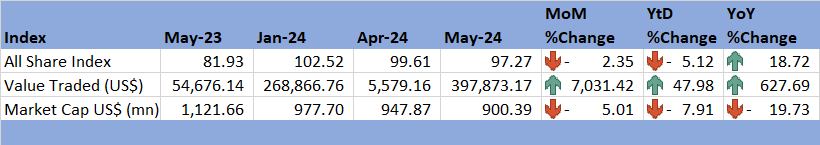 MoM YtD YoY
Index May-23 Jan-24 Apr-24 May-24 %Change %Change %Change
All Share Index 81.93 102.52 99.61 97.27 - 2.35 - 5.12 18.72
Value Traded (US$) 54,676.14 268,866.76 5,579.16 397,873.17 7,031.42 47.98 627.69
Market Cap US$ (mn) 1,121.66 977.70 947.87 900.39 - 5.01 - 7.91 - 19.73